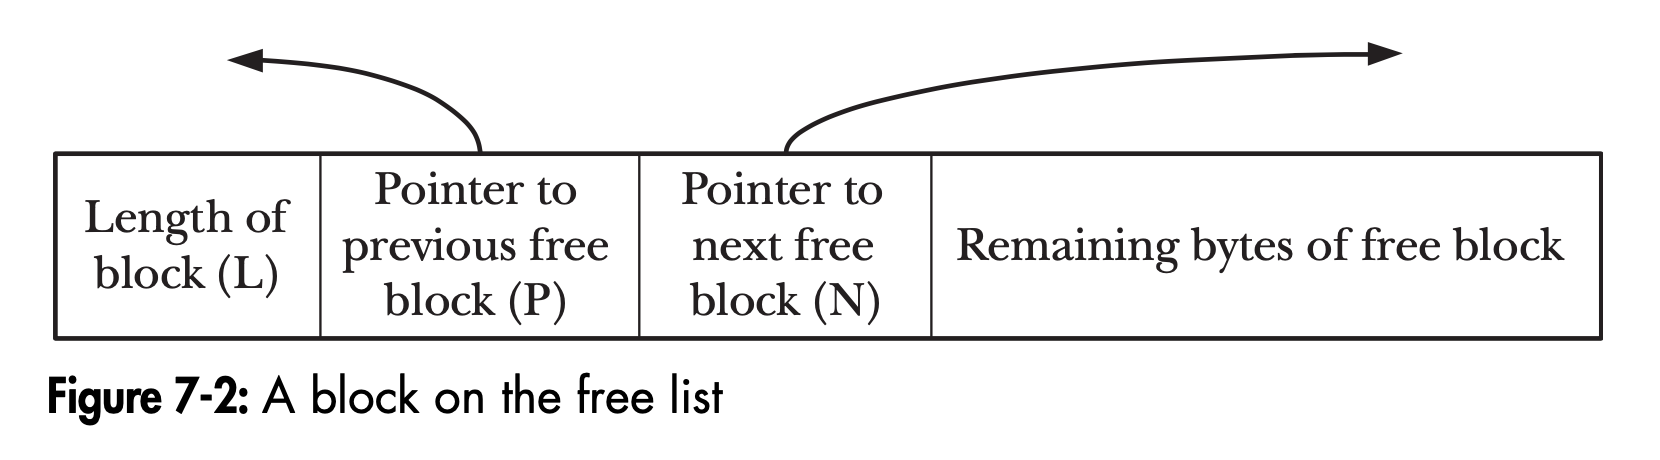 Length of
block (L)
Pointer to
previous free
block (P)
Pointer to
next free
block (N)
Remaining bytes of free block
Figure 7-2: A block on the free list